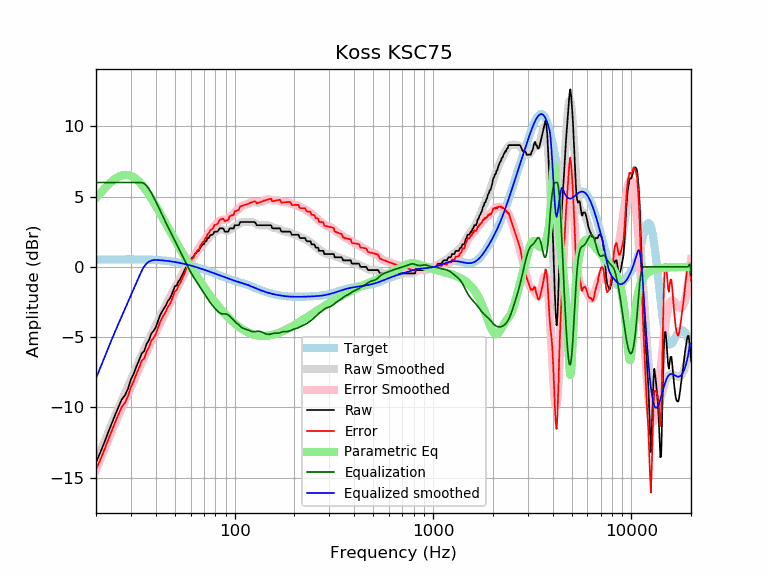 Koss KSC75
Amplitude (dBr)
10
5
0
−5
−10
−15
Target
Raw Smoothed
Error Smoothed
Raw
Error
Parametric Eq
Equalization
Equalized smoothed
100
1000
10000
Frequency (Hz)